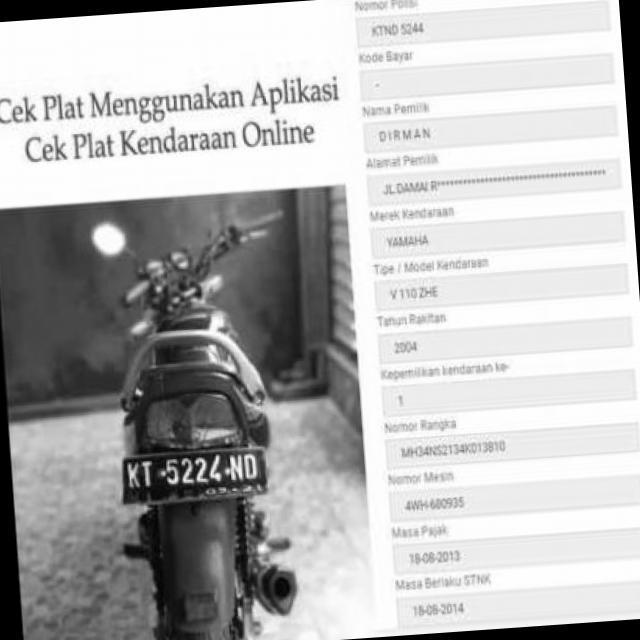 Cek Plat Menggunakan Aplikasi
Cek Plat Kendaraan Online
KT-5224-ND
Nomor Polisi
KTND 5244
Kode Bayar
-
Nama Pemilik
DIRMAN
Alamat Pemilik
JL.DAMAI R****************************************
Merek Kendaraan
YAMAHA
Tipe / Model Kendaraan
V 110 ZHE
Tahun Rakitan
2004
Kepemilikan kendaraan ke-
1
Nomor Rangka
MH34NS2134K013810
Nomor Mesin
4WH-680935
Masa Pajak
18-08-2013
Masa Berlaku STNK
18-08-2014